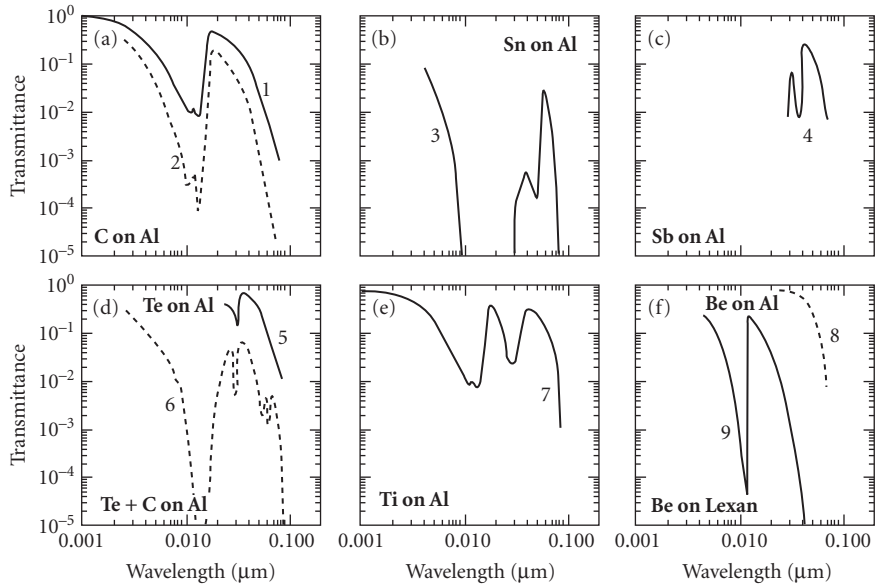 (a)
1
2
C on Al
Transmittance
10⁰
10⁻¹
10⁻²
10⁻³
10⁻⁴
10⁻⁵
(b)
Sn on Al
3
(c)
4
Sb on Al
(d)
Te on Al
5
6
Te + C on Al
Transmittance
10⁰
10⁻¹
10⁻²
10⁻³
10⁻⁴
10⁻⁵
0.001 0.010 0.100
Wavelength (μm)
(e)
7
Ti on Al
0.001 0.010 0.100
Wavelength (μm)
(f)
Be on Al
8
9
Be on Lexan
0.001 0.010 0.100
Wavelength (μm)